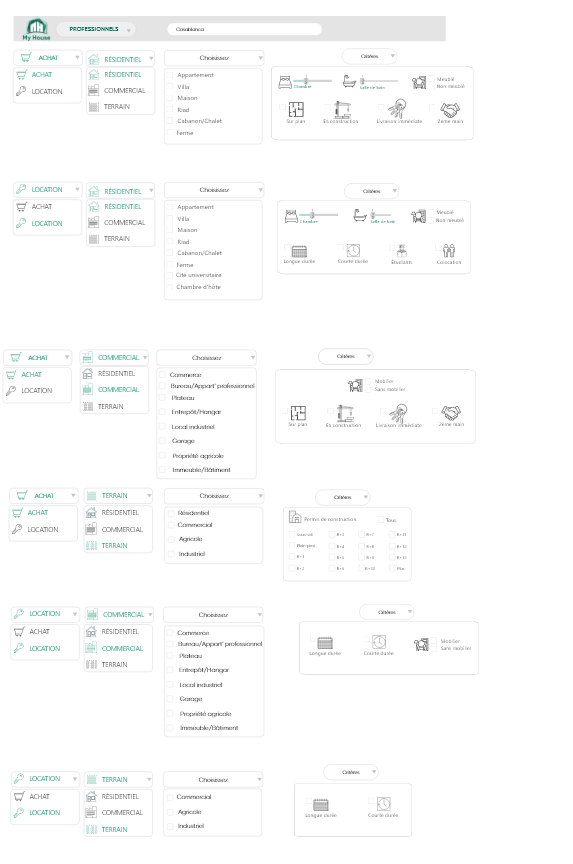 My House
PROFESSIONNELS
Casablanca
ACHAT
ACHAT
LOCATION
RÉSIDENTIEL
RÉSIDENTIEL
COMMERCIAL
TERRAIN
Choisissez
Appartement
Villa
Maison
Riad
Cabanon/Chalet
Ferme
Critères
Chambre
Salle de bain
Meublé
Non meublé
Sur plan
En construction
Livraison immédiate
2ème main
LOCATION
ACHAT
LOCATION
RÉSIDENTIEL
RÉSIDENTIEL
COMMERCIAL
TERRAIN
Choisissez
Appartement
Villa
Maison
Riad
Cabanon/Chalet
Ferme
Cité universitaire
Chambre d'hôte
Critères
Chambre
Salle de bain
Meublé
Non meublé
Longue durée
Courte durée
Étudiants
Colocation
ACHAT
ACHAT
LOCATION
COMMERCIAL
RÉSIDENTIEL
COMMERCIAL
TERRAIN
Choisissez
Commerce
Bureau/Appart' professionnel
Plateau
Entrepôt/Hangar
Local industriel
Garage
Propriété agricole
Immeuble/Bâtiment
Critères
Mobilier
Sans mobilier
Sur plan
En construction
Livraison immédiate
2ème main
ACHAT
ACHAT
LOCATION
TERRAIN
RÉSIDENTIEL
COMMERCIAL
TERRAIN
Choisissez
Résidentiel
Commercial
Agricole
Industriel
Critères
Permis de construction
Tous
Sous-sol
R+3
R+7
R+11
Plain-pied
R+4
R+8
R+12
R+1
R+5
R+9
R+13
R+2
R+6
R+10
Plus
LOCATION
ACHAT
LOCATION
COMMERCIAL
RÉSIDENTIEL
COMMERCIAL
TERRAIN
Choisissez
Commerce
Bureau/Appart' professionnel
Plateau
Entrepôt/Hangar
Local industriel
Garage
Propriété agricole
Immeuble/Bâtiment
Critères
Longue durée
Courte durée
Mobilier
Sans mobilier
LOCATION
ACHAT
LOCATION
TERRAIN
RÉSIDENTIEL
COMMERCIAL
TERRAIN
Choisissez
Commercial
Agricole
Industriel
Critères
Longue durée
Courte durée